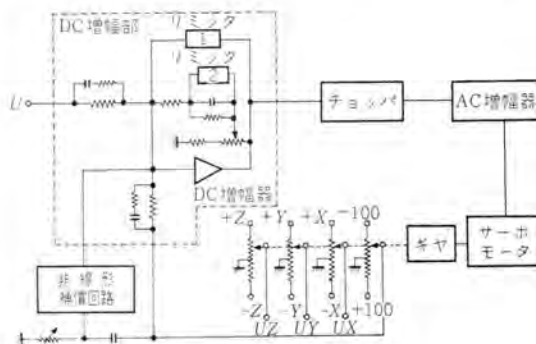 DC増幅部
リミッタ
1
リミッタ
2
U
DC増幅器
チョッパ
AC増幅器
+Z
+Y
+X
-100
ギヤ
サーボ
モータ
-Z
-Y
-X
+100
UZ
UY
UX
非線形
補償回路